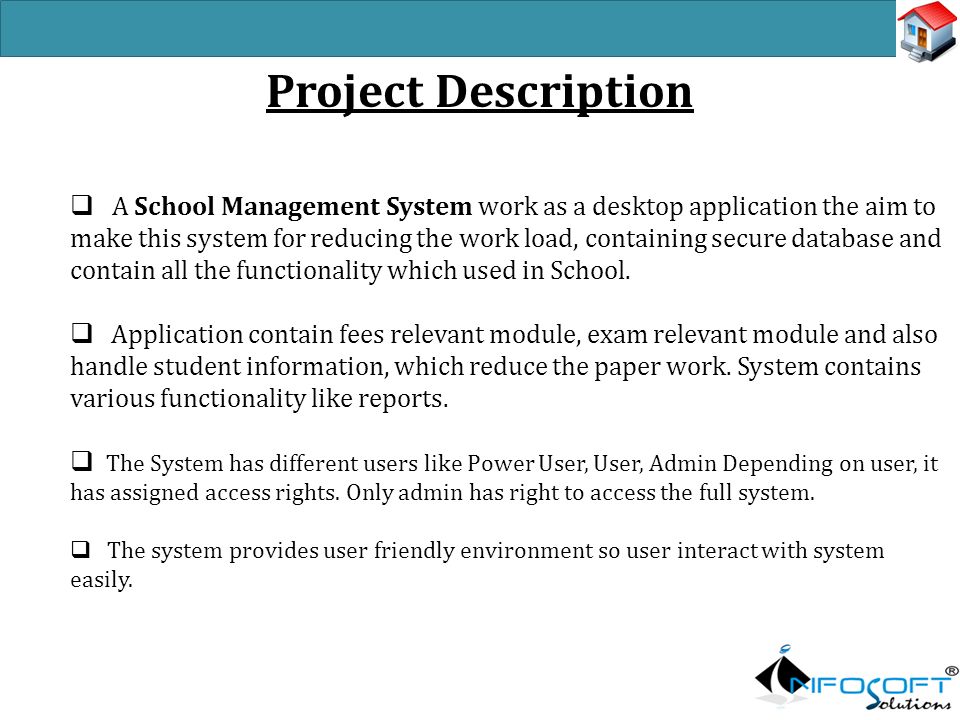 Project Description
❑ A School Management System work as a desktop application the aim to
make this system for reducing the work load, containing secure database and
contain all the functionality which used in School.
❑ Application contain fees relevant module, exam relevant module and also
handle student information, which reduce the paper work. System contains
various functionality like reports.
❑ The System has different users like Power User, User, Admin Depending on user, it
has assigned access rights. Only admin has right to access the full system.
❑ The system provides user friendly environment so user interact with system
easily.
iNFOSOFT®
Solutions